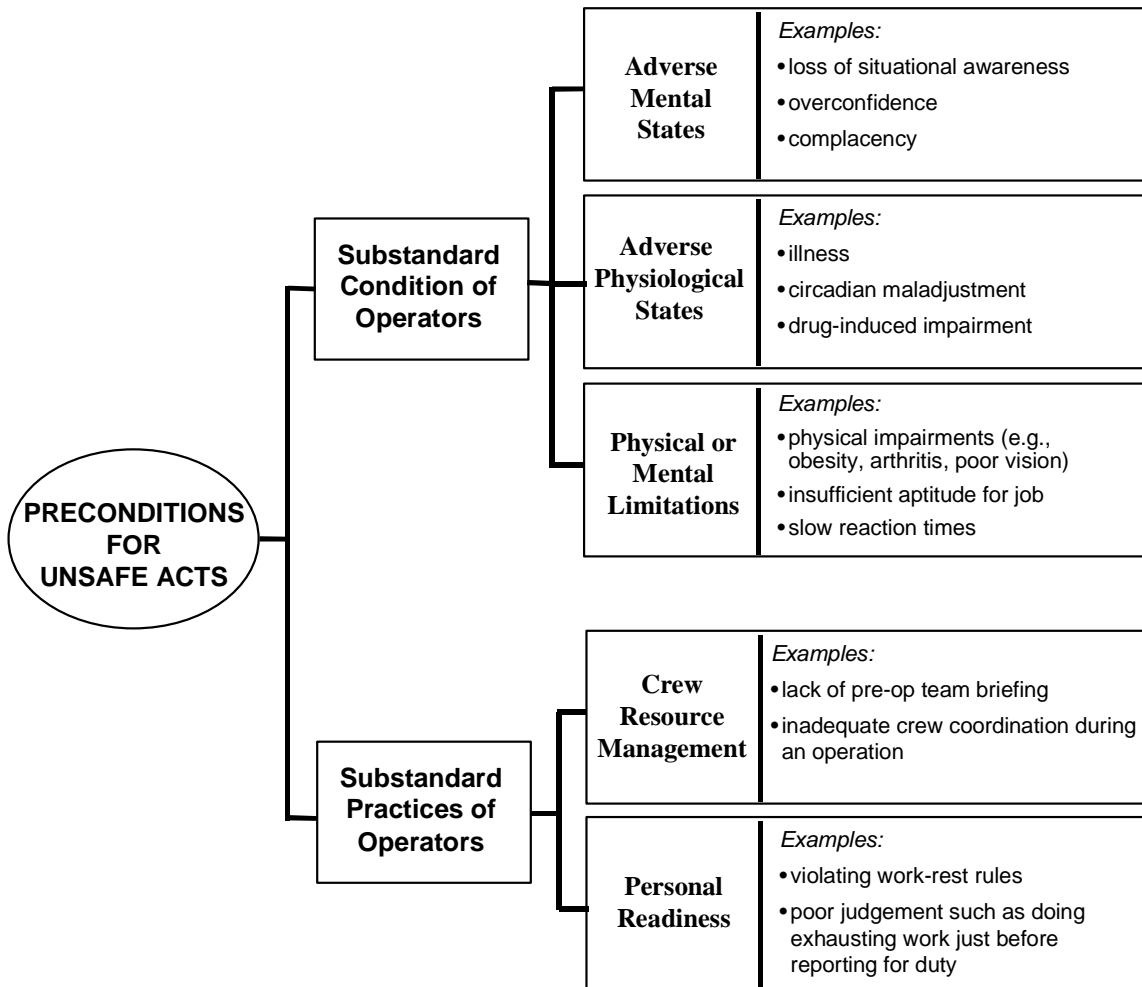 PRECONDITIONS
FOR
UNSAFE ACTS
Substandard
Condition of
Operators
Adverse
Mental
States
Examples:
•loss of situational awareness
•overconfidence
•complacency
Adverse
Physiological
States
Examples:
•illness
•circadian maladjustment
•drug-induced impairment
Physical or
Mental
Limitations
Examples:
•physical impairments (e.g.,
obesity, arthritis, poor vision)
•insufficient aptitude for job
•slow reaction times
Substandard
Practices of
Operators
Crew
Resource
Management
Examples:
•lack of pre-op team briefing
•inadequate crew coordination during
an operation
Personal
Readiness
Examples:
•violating work-rest rules
•poor judgement such as doing
exhausting work just before
reporting for duty